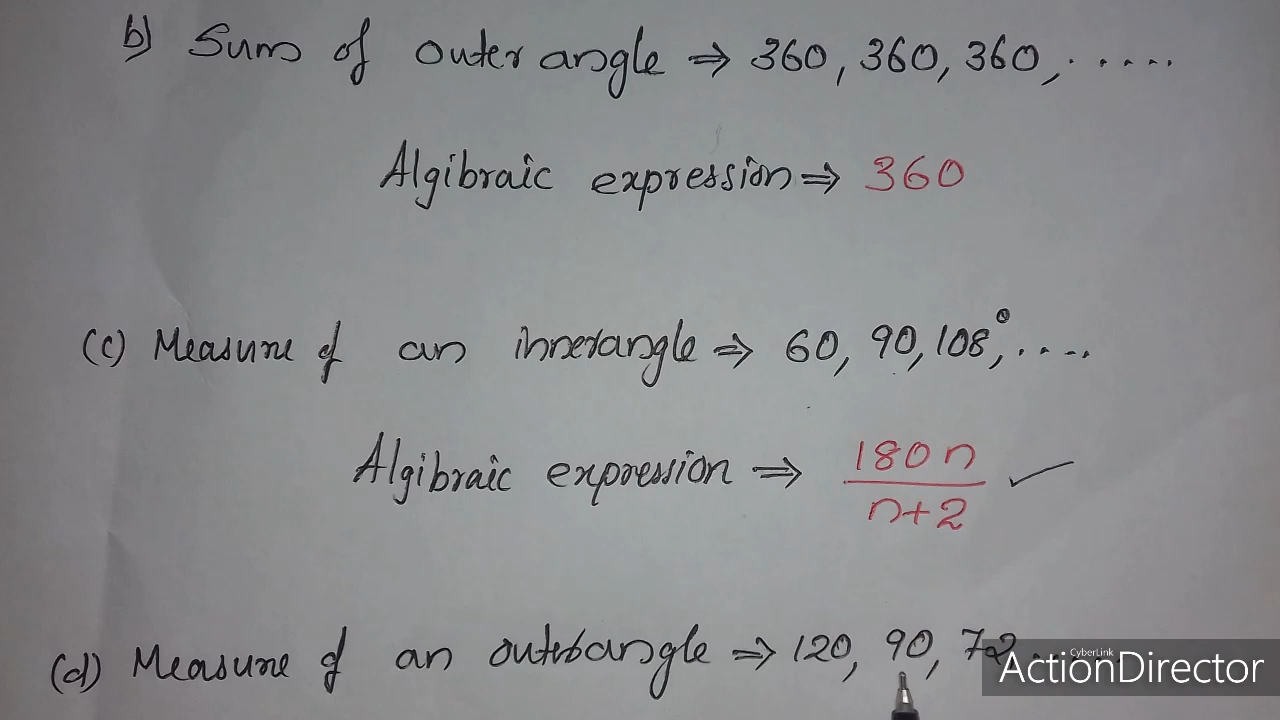 b) Sum of outer angle ⇒ 360, 360, 360, .....
Algibraic expression ⇒ 360
(c) Measure of an innerangle ⇒ 60, 90, 108°, .....
Algibraic expression ⇒ 180n / n+2 ✓
(d) Measure of an outerangle ⇒ 120, 90, 72
CyberLink
ActionDirector